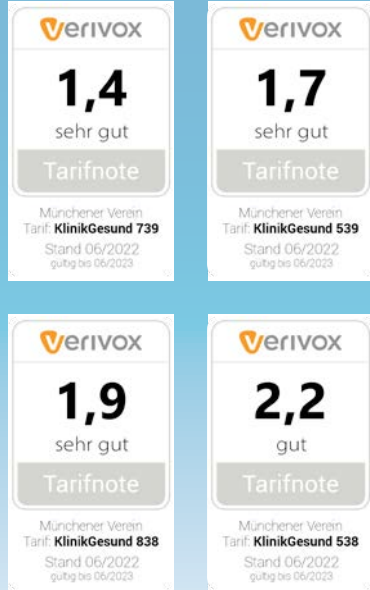 verivox
1,4
sehr gut
Tarifnote
Münchener Verein
Tarif: KlinikGesund 739
Stand 06/2022
gültig bis 06/2023
verivox
1,7
sehr gut
Tarifnote
Münchener Verein
Tarif: KlinikGesund 539
Stand 06/2022
gültig bis 06/2023
verivox
1,9
sehr gut
Tarifnote
Münchener Verein
Tarif: KlinikGesund 838
Stand 06/2022
gültig bis 06/2023
verivox
2,2
gut
Tarifnote
Münchener Verein
Tarif: KlinikGesund 538
Stand 06/2022
gültig bis 06/2023